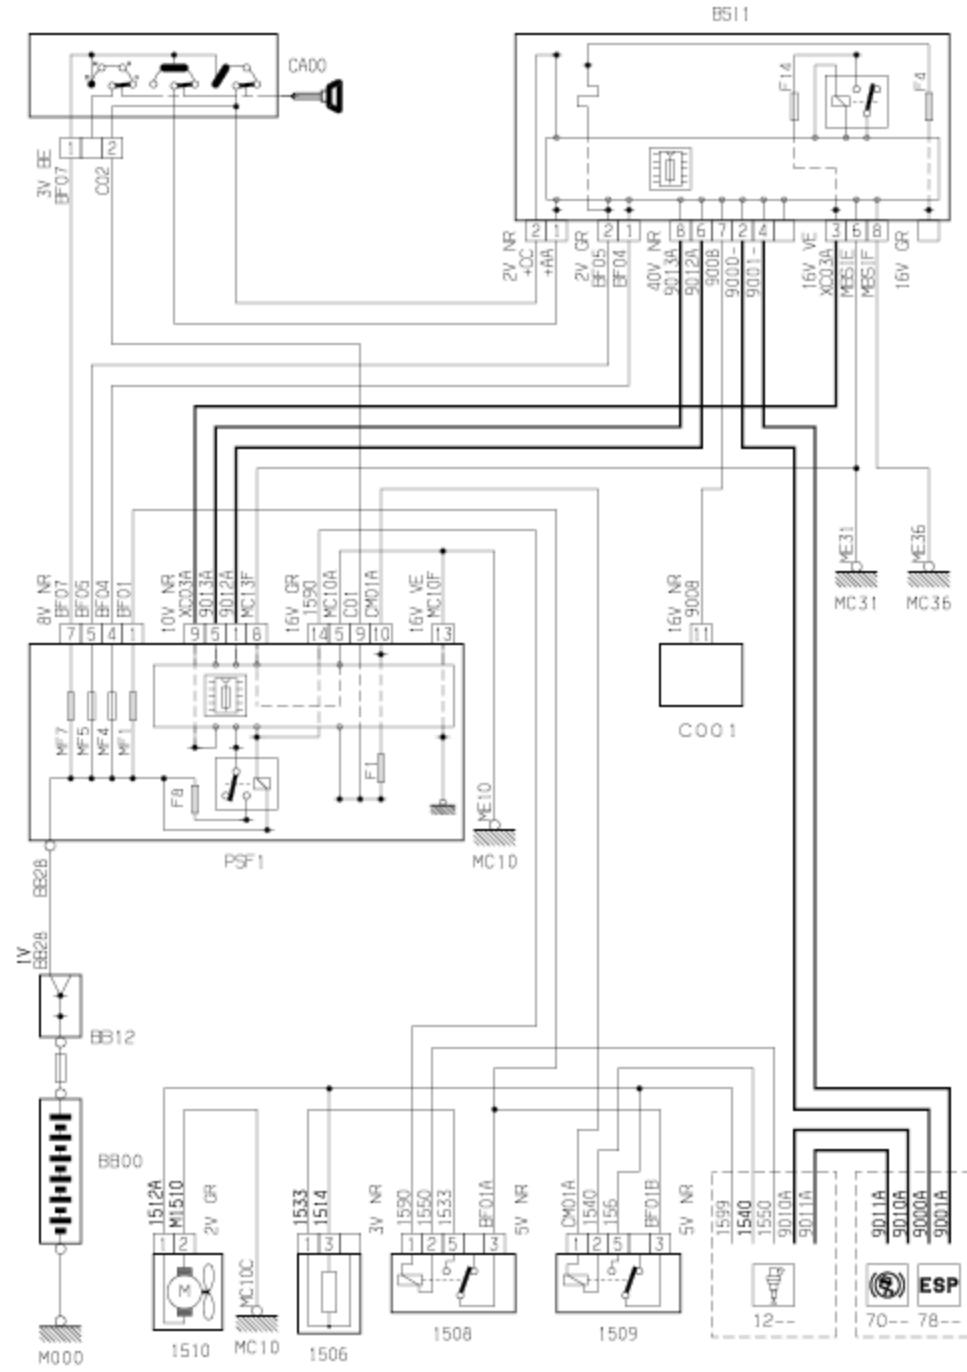 BSI1
CA00
F14
F4
1
2
3V BE
BF07
C02
2
1
2
1
8
6
7
2
4
3
6
8
2V NR
+CC
+AA
2V GR
BF05
BF04
40V NR
9013A
9012A
9008
9000-
9001-
16V VE
XC03A
MB51E
MB51F
16V GR
ME31
MC31
ME36
MC36
8V NR
BF07
BF05
BF04
BF01
10V NR
XC03A
9013A
9012A
MC13F
16V GR
1590
MC10A
C01
CM01A
16V VE
MC10F
16V NR
9008
7
5
4
1
9
5
1
6
14
5
9
10
13
11
C001
MF7
MF5
MF4
MF1
F8
F1
PSF1
ME10
MC10
BB28
1V
BB28
BB12
BB00
M000
1512A
M1510
2V GR
1
2
M
1510
MC10C
MC10
1533
1514
3V NR
1
3
1506
1590
1550
1533
BF01A
5V NR
1
2
5
3
1508
CM01A
1540
156
BF01B
5V NR
1
2
5
3
1509
1599
1540
1550
9010A
9011A
12--
9011A
9010A
9000A
9001A
ESP
70--
78--